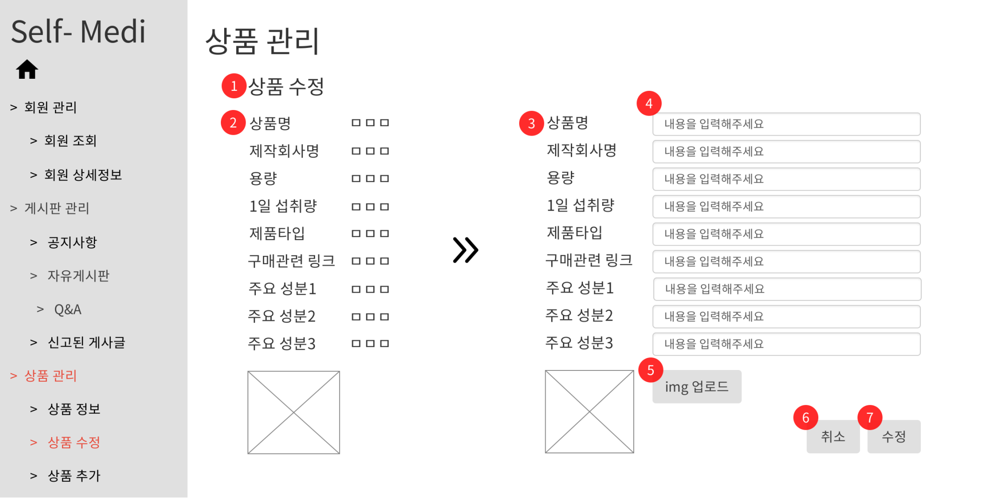 Self- Medi
> 회원 관리
> 회원 조회
> 회원 상세정보
> 게시판 관리
> 공지사항
> 자유게시판
> Q&A
> 신고된 게사글
> 상품 관리
> 상품 정보
> 상품 수정
> 상품 추가
상품 관리
1 상품 수정
2 상품명 ㅁㅁㅁ
제작회사명 ㅁㅁㅁ
용량 ㅁㅁㅁ
1일 섭취량 ㅁㅁㅁ
제품타입 ㅁㅁㅁ
구매관련 링크 ㅁㅁㅁ
주요 성분1 ㅁㅁㅁ
주요 성분2 ㅁㅁㅁ
주요 성분3 ㅁㅁㅁ
4
3 상품명 내용을 입력해주세요
제작회사명 내용을 입력해주세요
용량 내용을 입력해주세요
1일 섭취량 내용을 입력해주세요
제품타입 내용을 입력해주세요
구매관련 링크 내용을 입력해주세요
주요 성분1 내용을 입력해주세요
주요 성분2 내용을 입력해주세요
주요 성분3 내용을 입력해주세요
5
img 업로드
6 7
취소 수정